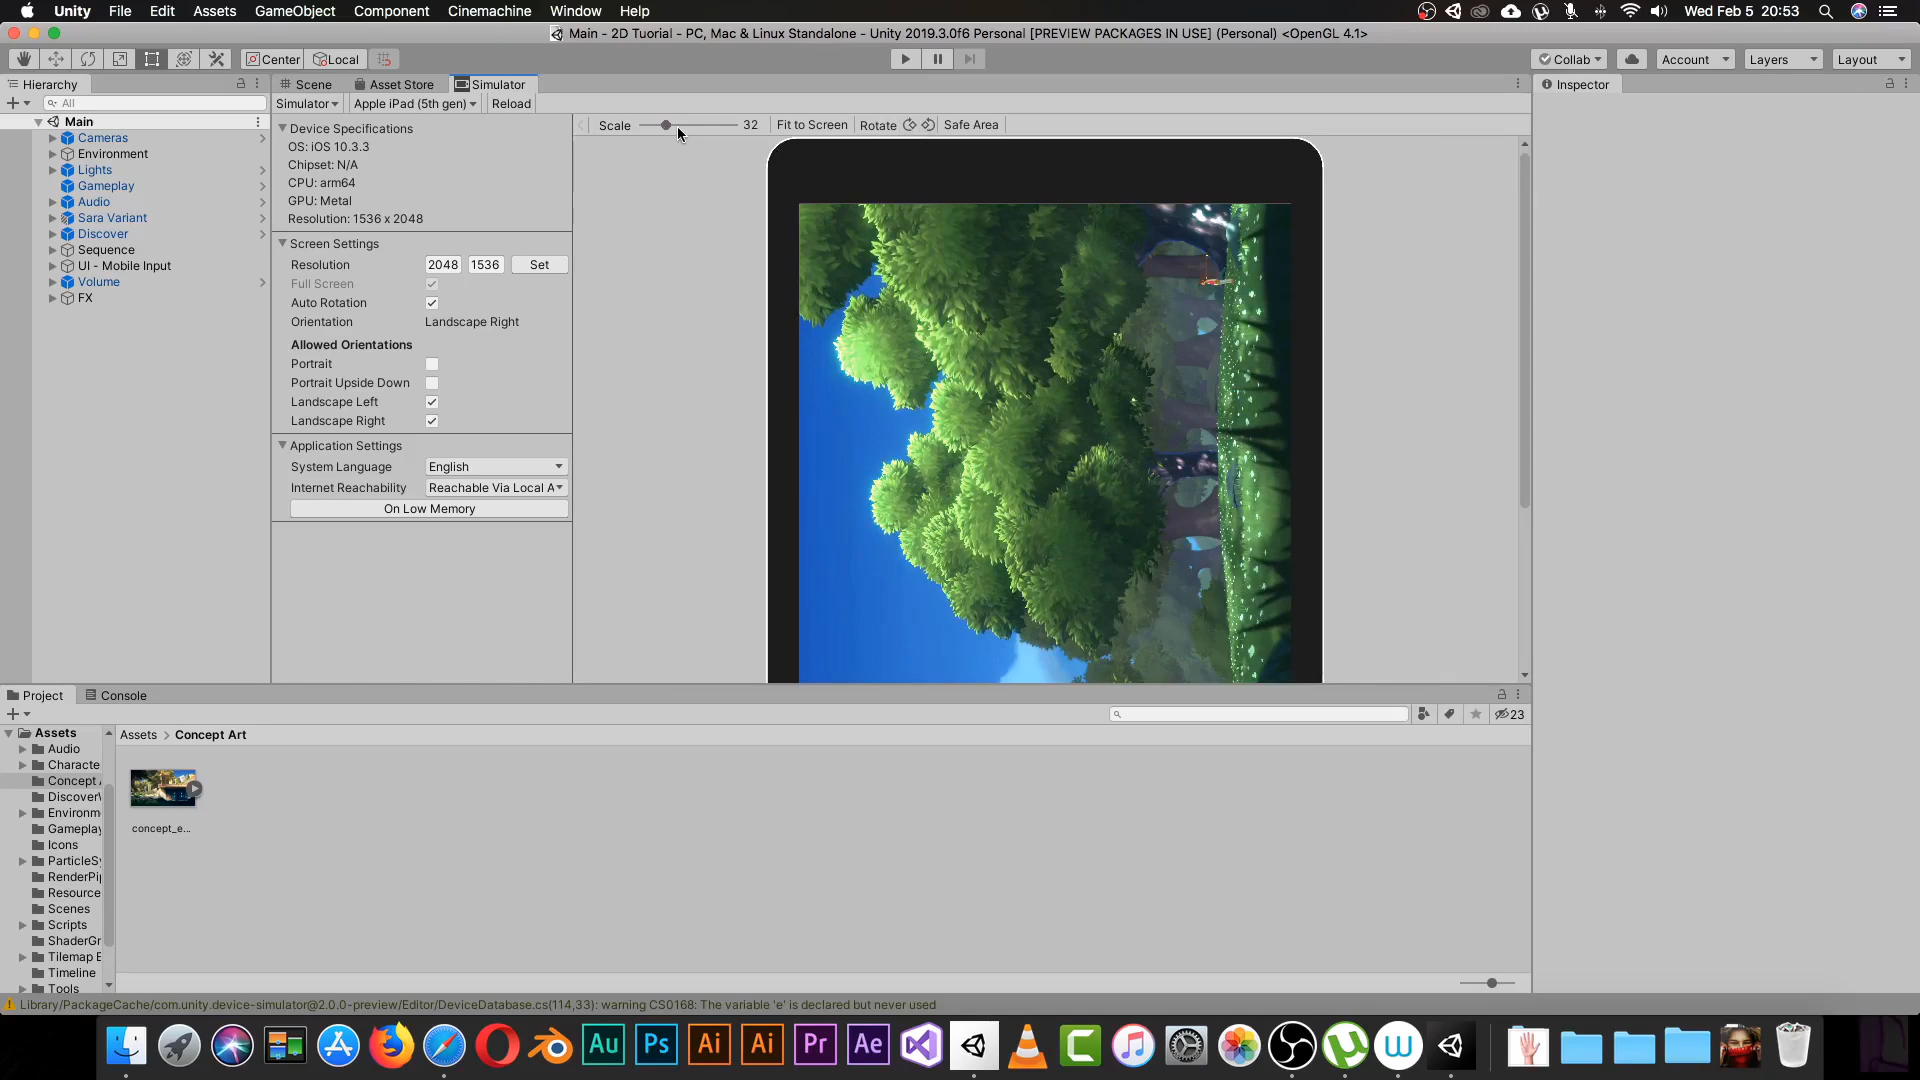 Unity File Edit Assets GameObject Component Cinemachine Window Help Wed Feb 5 20:53
Main - 2D Tuorial - PC, Mac & Linux Standalone - Unity 2019.3.0f6 Personal [PREVIEW PACKAGES IN USE] (Personal) <OpenGL 4.1>
Center Local Collab Account Layers Layout
Hierarchy Scene Asset Store Simulator Inspector
All Simulator Apple iPad (5th gen) Reload
Main
Cameras
Environment
Lights
Gameplay
Audio
Sara Variant
Discover
Sequence
UI - Mobile Input
Volume
FX
Scale 32 Fit to Screen Rotate Safe Area
Device Specifications
OS: iOS 10.3.3
Chipset: N/A
CPU: arm64
GPU: Metal
Resolution: 1536 x 2048
Screen Settings
Resolution 2048 1536 Set
Full Screen
Auto Rotation
Orientation Landscape Right
Allowed Orientations
Portrait
Portrait Upside Down
Landscape Left
Landscape Right
Application Settings
System Language English
Internet Reachability Reachable Via Local A
On Low Memory
Project Console
23
Assets
Audio
Characte
Concept
Discover
Environm
Gameplay
Icons
ParticleSy
RenderPip
Resource
Scenes
Scripts
ShaderGr
Tilemap E
Timeline
Tools
Assets > Concept Art
concept_e...
Library/PackageCache/com.unity.device-simulator@2.0.0-preview/Editor/DeviceDatabase.cs(114,33): warning CS0168: The variable 'e' is declared but never used
Au Ps Ai Ai Pr Ae